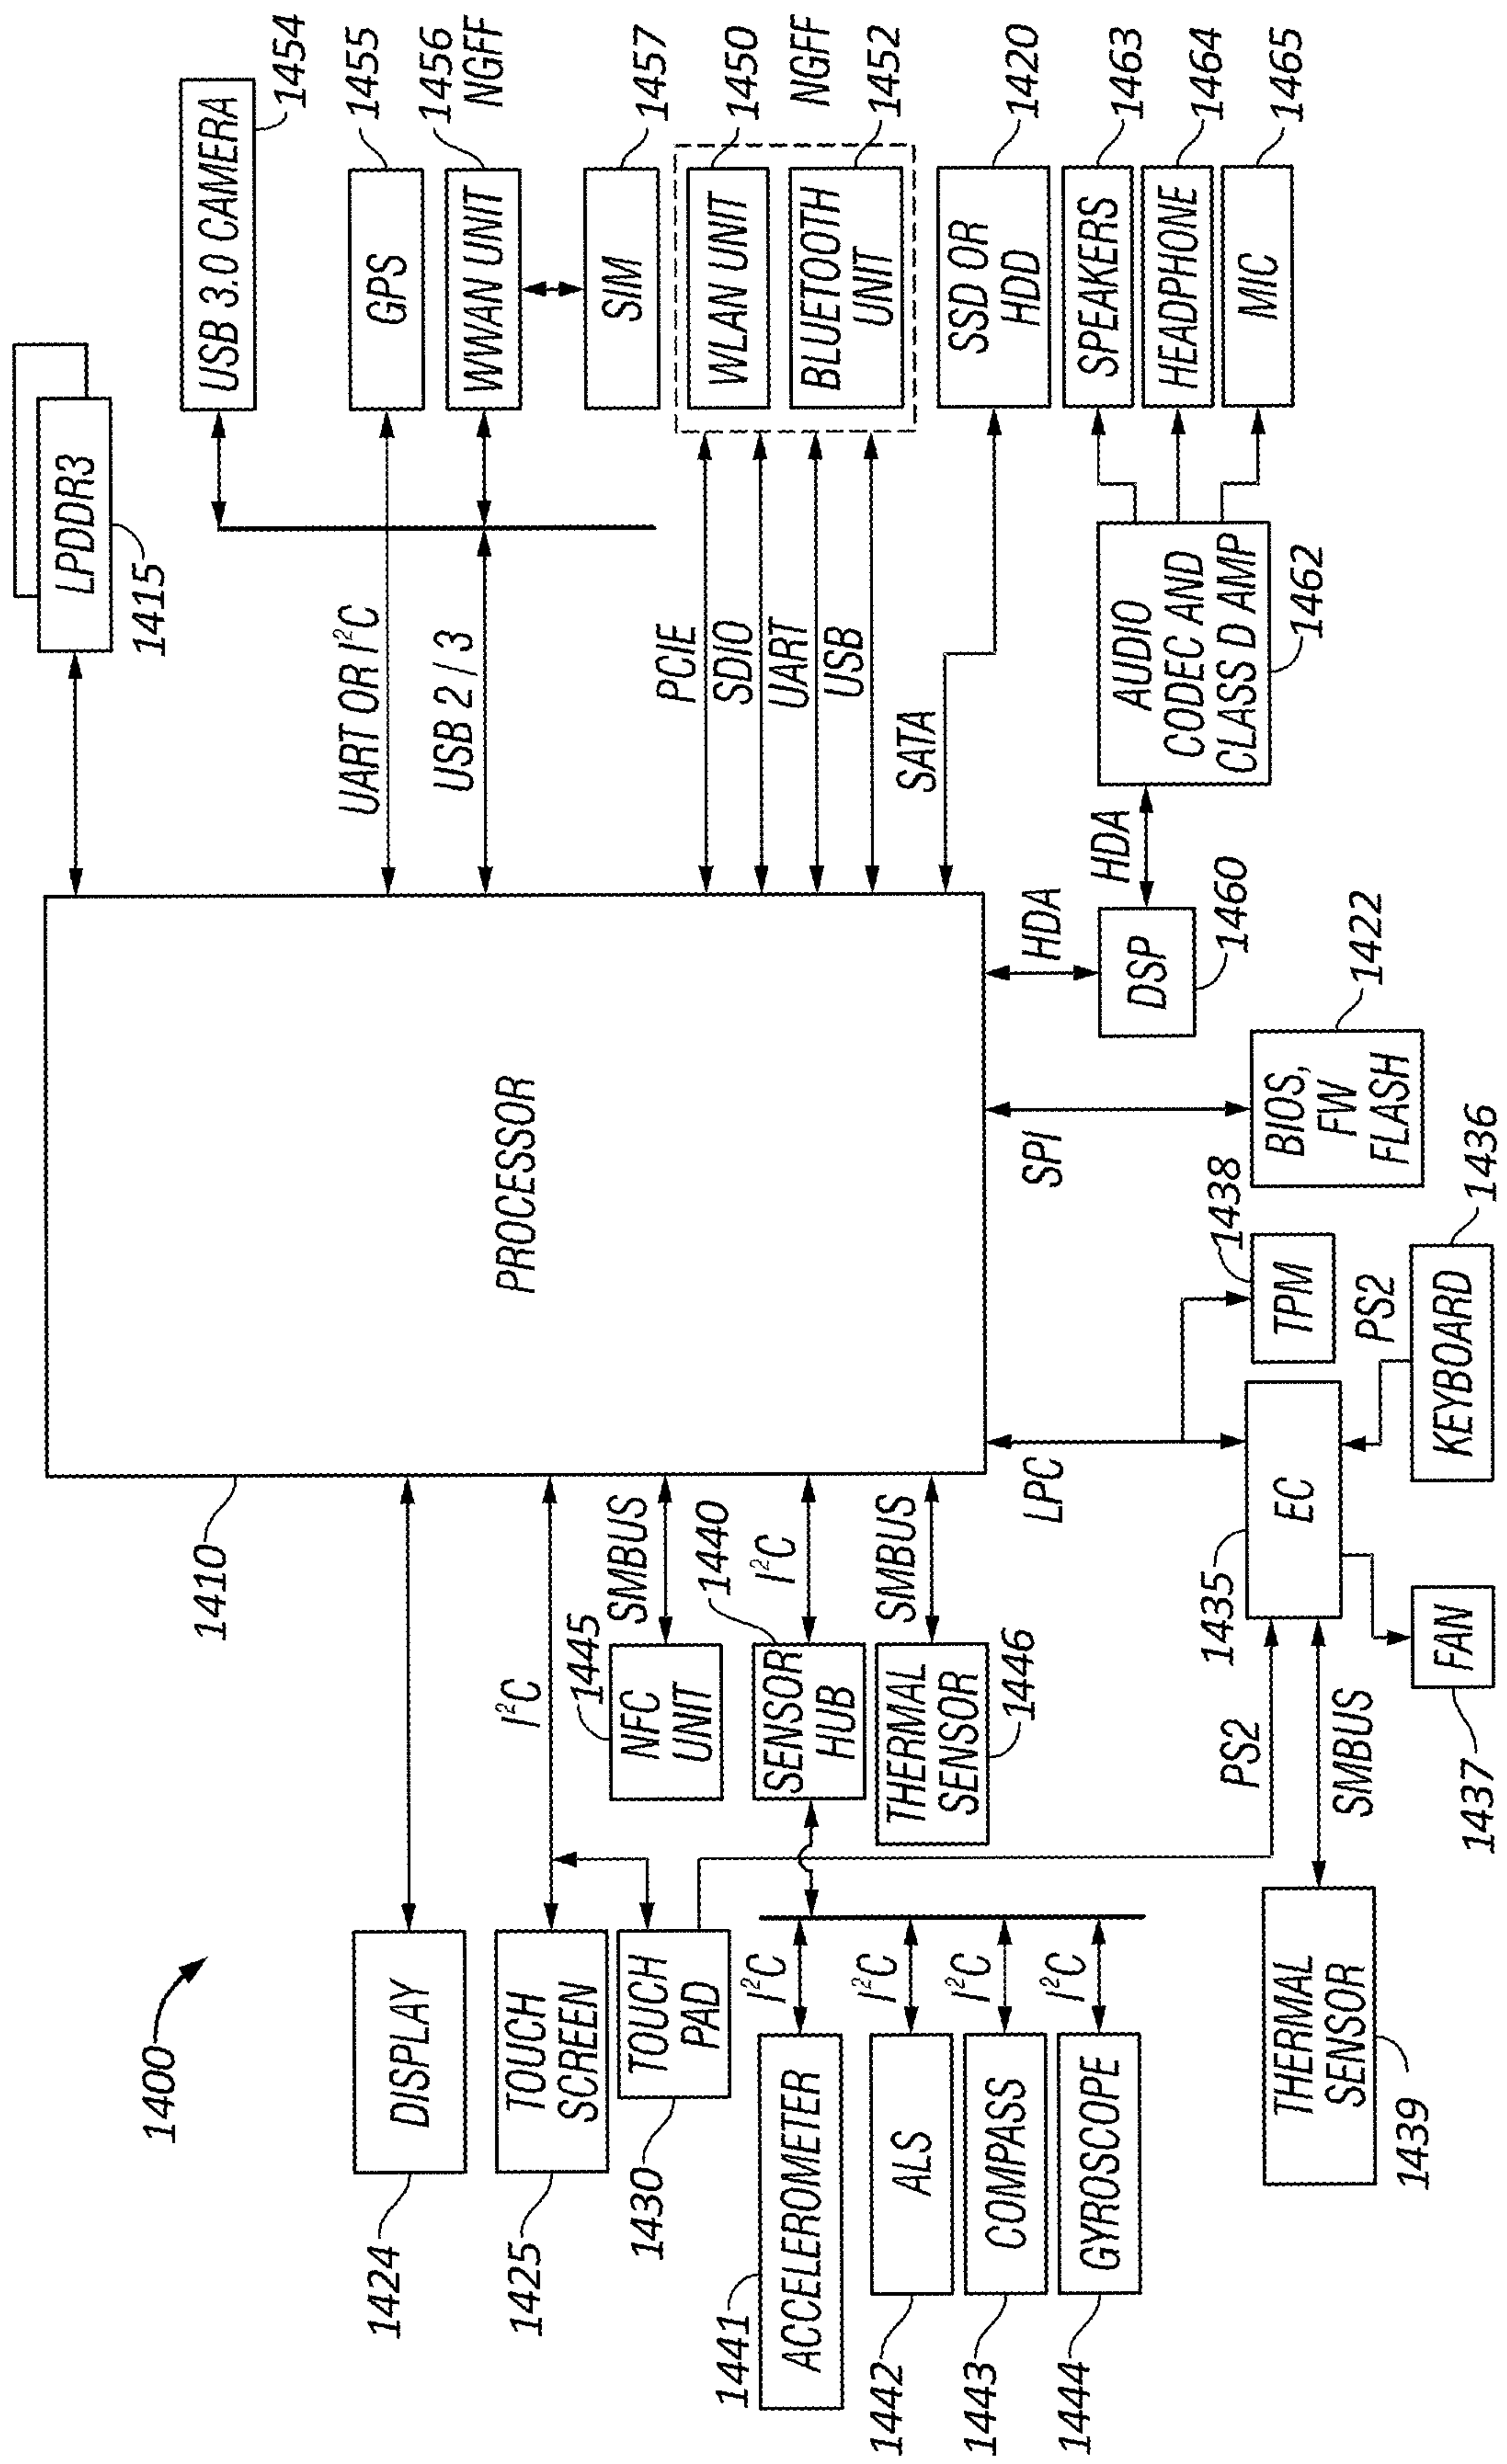 1400
LPDDR3
1415
USB 3.0 CAMERA
1454
1410
PROCESSOR
DISPLAY
1424
UART OR I²C
GPS
1455
USB 2 / 3
WWAN UNIT
1456
NGFF
I²C
TOUCH
SCREEN
1425
SIM
1457
TOUCH
PAD
1430
SMBUS
1445
NFC
UNIT
PCIE
SDIO
UART
USB
WLAN UNIT
1450
NGFF
BLUETOOTH
UNIT
1452
1440
I²C
SENSOR
HUB
SMBUS
THERMAL
SENSOR
1446
SATA
SSD OR
HDD
1420
I²C
ACCELEROMETER
1441
I²C
ALS
1442
I²C
COMPASS
1443
I²C
GYROSCOPE
1444
HDA
DSP
1460
HDA
AUDIO
CODEC AND
CLASS D AMP
1462
SPEAKERS
1463
HEADPHONE
1464
MIC
1465
LPC
SPI
BIOS,
FW
FLASH
1422
1438
TPM
1435
EC
PS2
KEYBOARD
1436
PS2
SMBUS
FAN
1437
THERMAL
SENSOR
1439